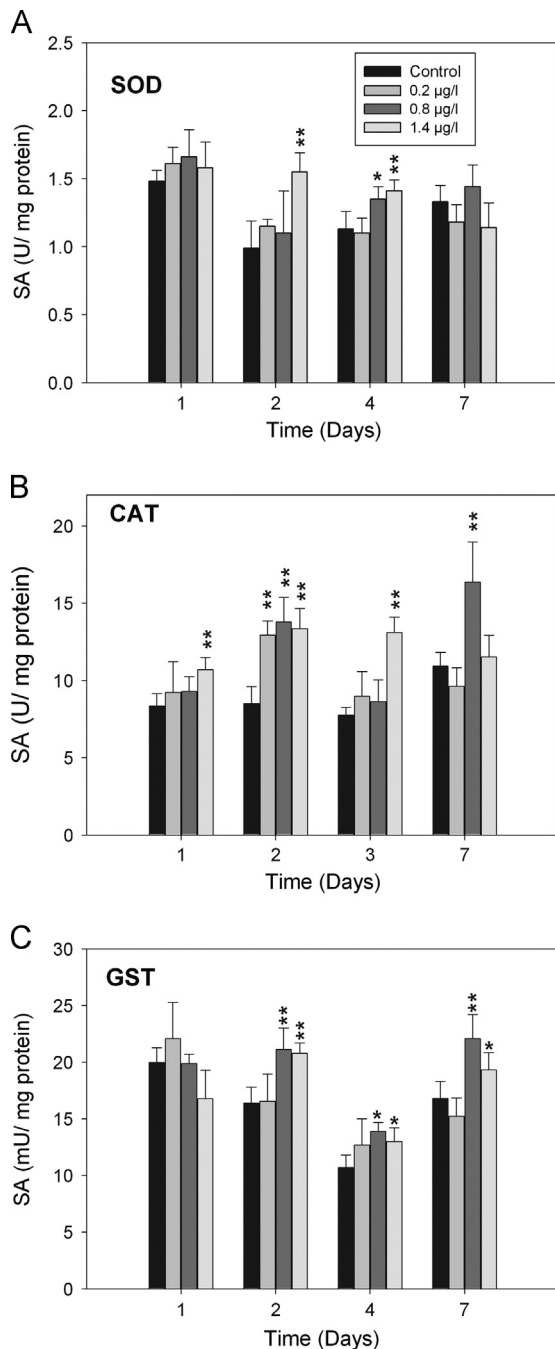 A
SOD
Control
0.2 µg/l
0.8 µg/l
1.4 µg/l
SA (U/ mg protein)
2.5
2.0
1.5
1.0
0.5
0.0
** * **
1 2 4 7
Time (Days)
B
CAT
SA (U/ mg protein)
20
15
10
5
0
** ** ** ** ** **
1 2 3 7
Time (Days)
C
GST
SA (mU/ mg protein)
30
25
20
15
10
5
0
** ** * * ** *
1 2 4 7
Time (Days)